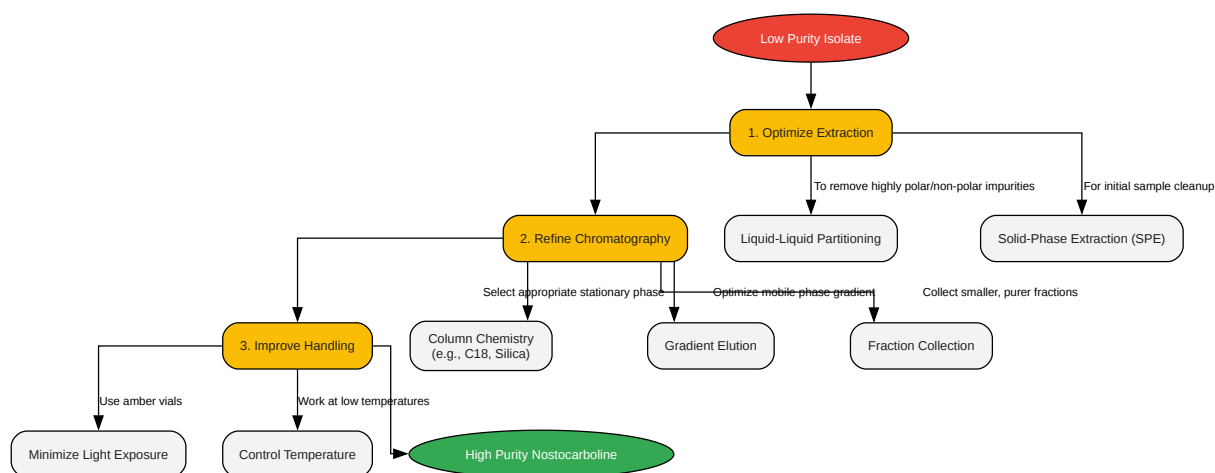 Low Purity Isolate
1. Optimize Extraction
To remove highly polar/non-polar impurities
For initial sample cleanup
2. Refine Chromatography
Liquid-Liquid Partitioning
Solid-Phase Extraction (SPE)
Select appropriate stationary phase
Optimize mobile phase gradient
Collect smaller, purer fractions
3. Improve Handling
Column Chemistry
(e.g., C18, Silica)
Gradient Elution
Fraction Collection
Use amber vials
Work at low temperatures
Minimize Light Exposure
Control Temperature
High Purity Nostocarboline